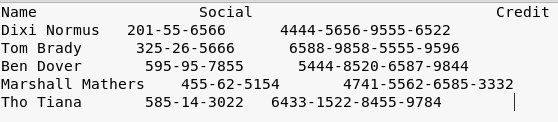 Name Social Credit
Dixi Normus 201-55-6566 4444-5656-9555-6522
Tom Brady 325-26-5666 6588-9858-5555-9596
Ben Dover 595-95-7855 5444-8520-6587-9844
Marshall Mathers 455-62-5154 4741-5562-6585-3332
Tho Tiana 585-14-3022 6433-1522-8455-9784